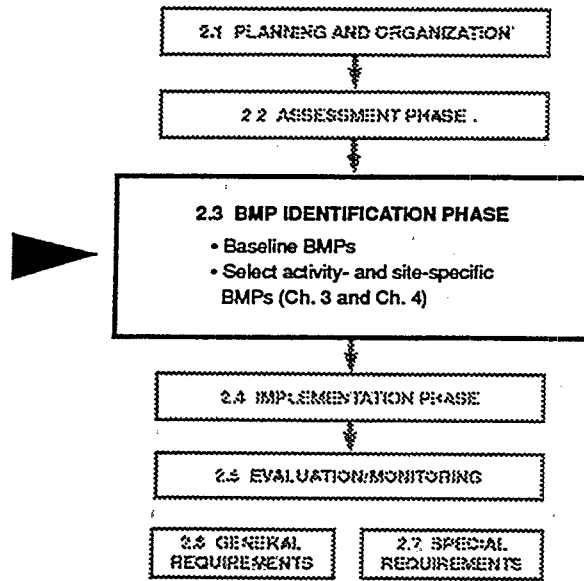 2.1 PLANNING AND ORGANIZATION
2.2 ASSESSMENT PHASE
2.3 BMP IDENTIFICATION PHASE
• Baseline BMPs
• Select activity- and site-specific
BMPs (Ch. 3 and Ch. 4)
2.4 IMPLEMENTATION PHASE
2.5 EVALUATION/MONITORING
2.6 GENERAL
REQUIREMENTS
2.7 SPECIAL
REQUIREMENTS